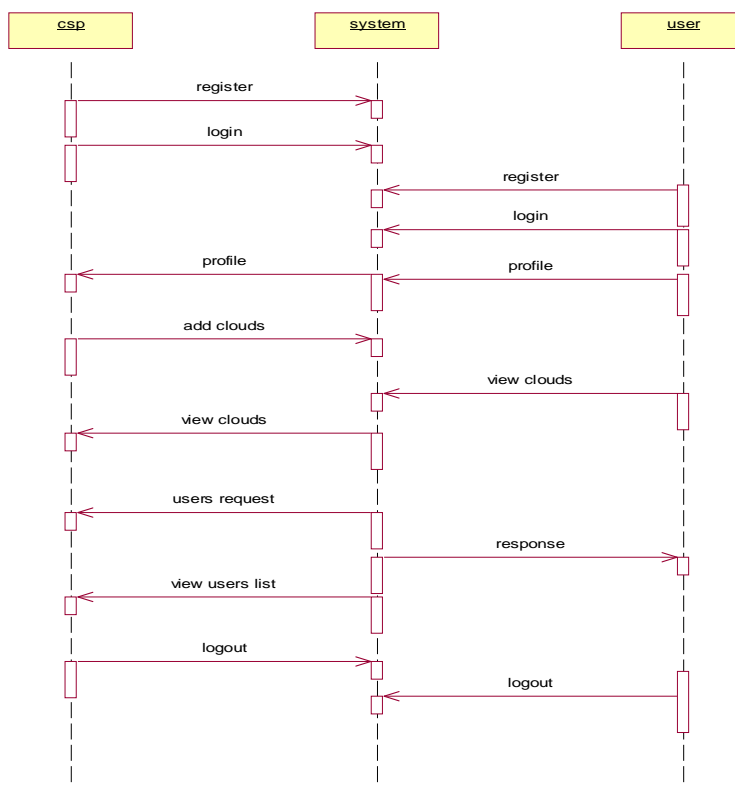 csp
system
user
register
login
register
login
profile
profile
add clouds
view clouds
view clouds
users request
response
view users list
logout
logout